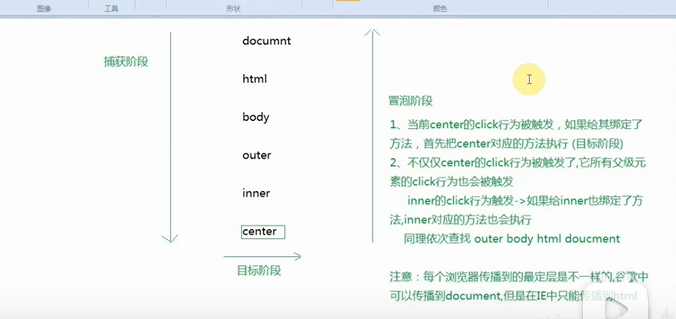 图像
工具
形状
颜色
documnt
捕获阶段
html
body
outer
inner
center
目标阶段
冒泡阶段
1、当前center的click行为被触发，如果给其绑定了
方法，首先把center对应的方法执行 (目标阶段)
2、不仅仅center的click行为被触发了,它所有父级元
素的click行为也会被触发
inner的click行为触发->如果给inner也绑定了方
法,inner对应的方法也会执行
同理依次查找 outer body html doucment
注意：每个浏览器传播到的最定层是不一样的,谷歌中
可以传播到document,但是在IE中只能传播到html